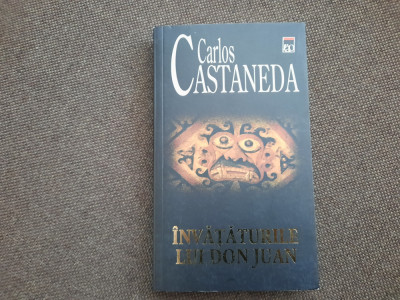 Carlos
CASTANEDA
ÎNVĂȚĂTURILE
LUI DON JUAN